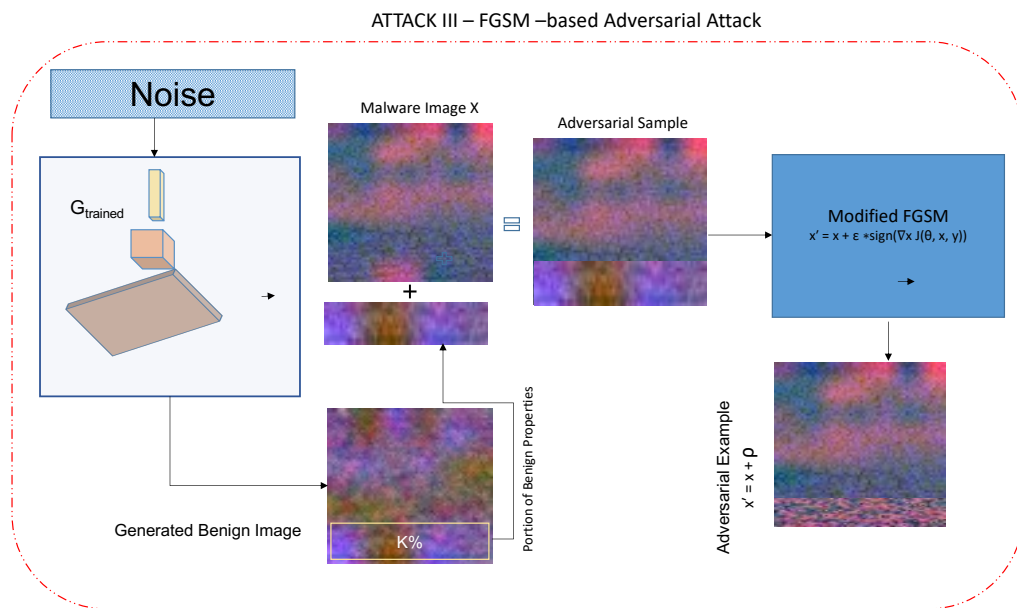 ATTACK III – FGSM –based Adversarial Attack
Noise
G_trained
Malware Image X
+
=
Adversarial Sample
Modified FGSM
x' = x + ε *sign(∇x J(θ, x, y))
Generated Benign Image
K%
Portion of Benign Properties
Adversarial Example
x' = x + ρ